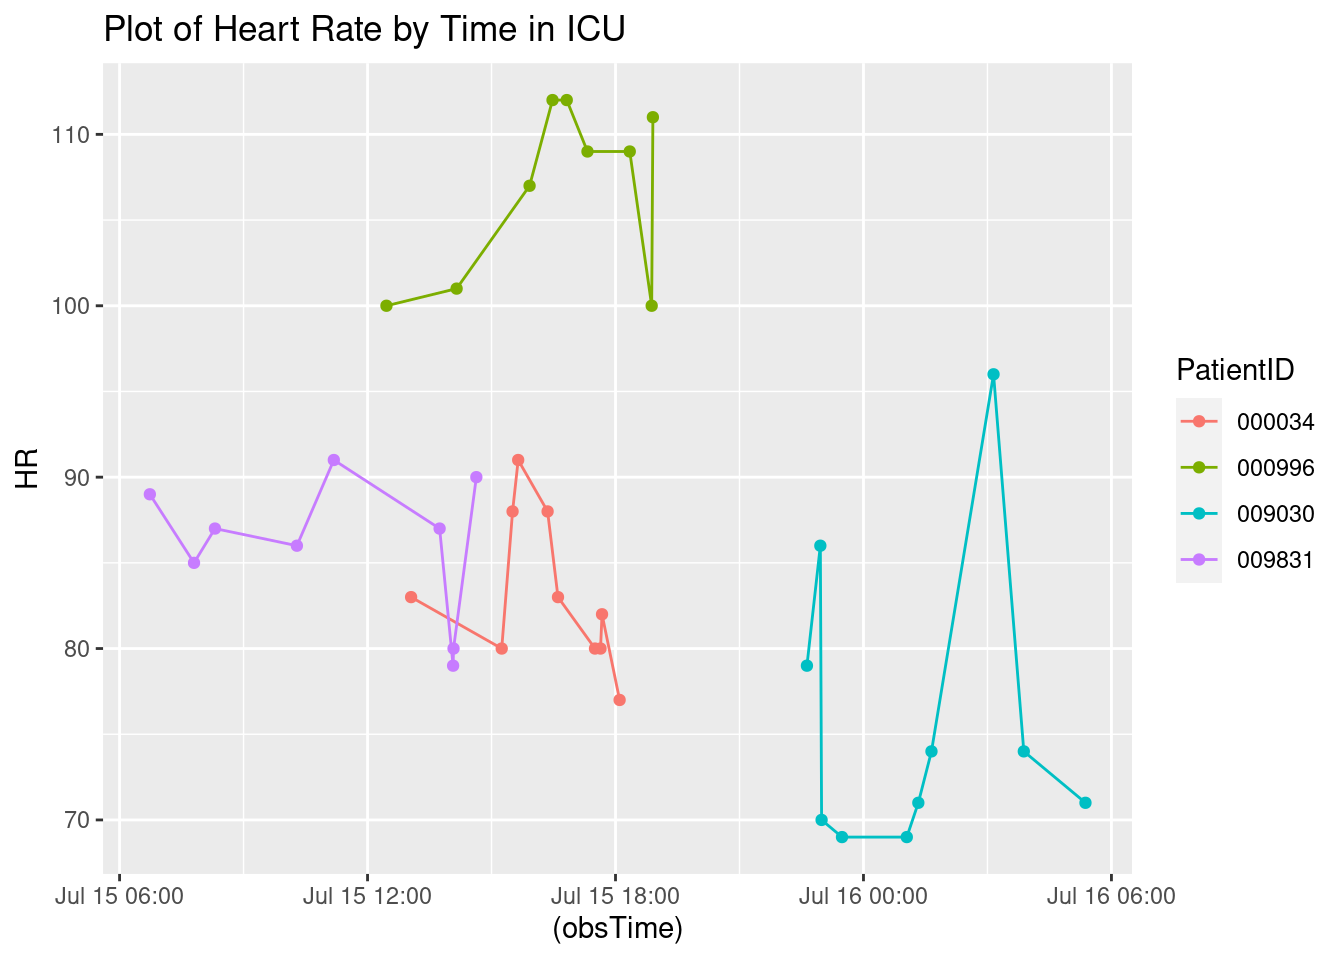 Plot of Heart Rate by Time in ICU
110
100
90
80
70
HR
Jul 15 06:00 Jul 15 12:00 Jul 15 18:00 Jul 16 00:00 Jul 16 06:00
(obsTime)
PatientID
000034
000996
009030
009831